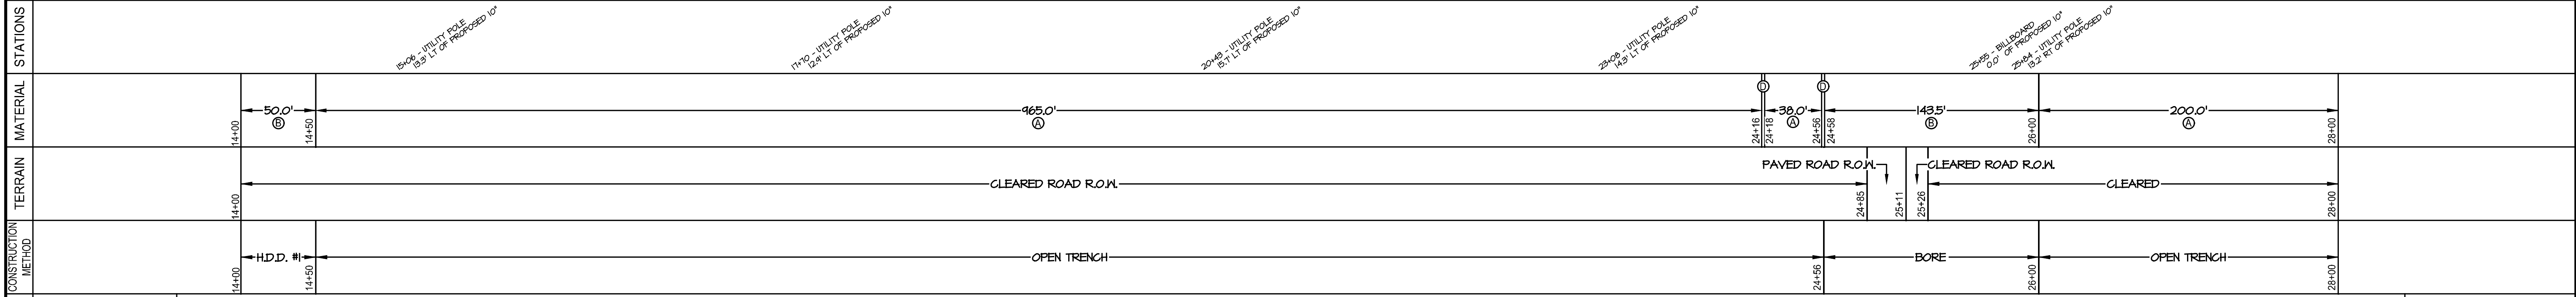 STATIONS
15+06 - UTILITY POLE
13.3' LT OF PROPOSED 10"
17+70 - UTILITY POLE
12.9' LT OF PROPOSED 10"
20+43 - UTILITY POLE
15.7' LT OF PROPOSED 10"
23+08 - UTILITY POLE
14.3' LT OF PROPOSED 10"
25+55 - BILLBOARD
0.0' OF PROPOSED 10"
25+84 - UTILITY POLE
13.2' RT OF PROPOSED 10"
MATERIAL
14+00
50.0'
B
14+50
965.0'
A
24+16
D
24+18
38.0'
A
24+56
D
24+58
143.5'
B
26+00
200.0'
A
28+00
TERRAIN
14+00
CLEARED ROAD R.O.W.
24+85
PAVED ROAD R.O.W.
25+11
CLEARED ROAD R.O.W.
25+26
CLEARED
28+00
CONSTRUCTION
METHOD
14+00
H.D.D. #1
14+50
OPEN TRENCH
24+56
BORE
26+00
OPEN TRENCH
28+00